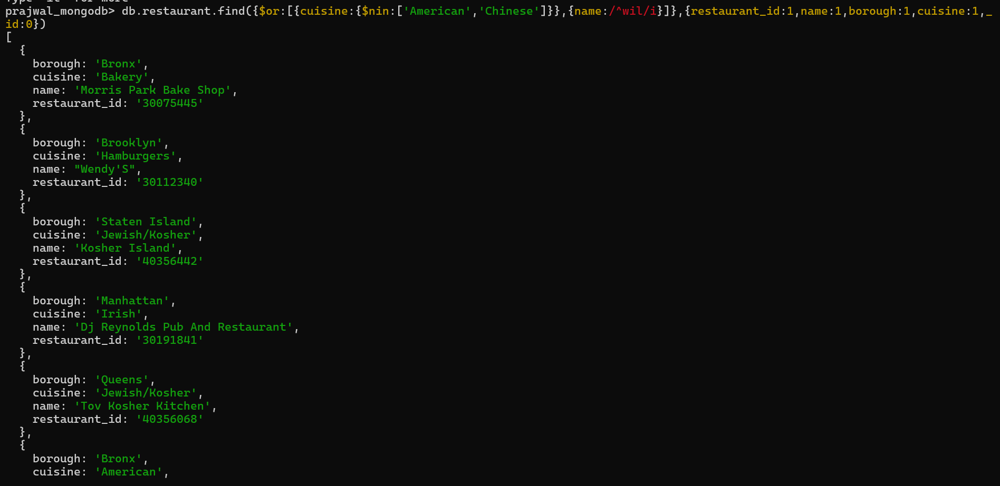 Type "it" for more
prajwal_mongodb> db.restaurant.find({$or:[{cuisine:{$nin:['American','Chinese']}},{name:/^wil/i}]},{restaurant_id:1,name:1,borough:1,cuisine:1,_
id:0})
[
  {
    borough: 'Bronx',
    cuisine: 'Bakery',
    name: 'Morris Park Bake Shop',
    restaurant_id: '30075445'
  },
  {
    borough: 'Brooklyn',
    cuisine: 'Hamburgers',
    name: "Wendy'S",
    restaurant_id: '30112340'
  },
  {
    borough: 'Staten Island',
    cuisine: 'Jewish/Kosher',
    name: 'Kosher Island',
    restaurant_id: '40356442'
  },
  {
    borough: 'Manhattan',
    cuisine: 'Irish',
    name: 'Dj Reynolds Pub And Restaurant',
    restaurant_id: '30191841'
  },
  {
    borough: 'Queens',
    cuisine: 'Jewish/Kosher',
    name: 'Tov Kosher Kitchen',
    restaurant_id: '40356068'
  },
  {
    borough: 'Bronx',
    cuisine: 'American',